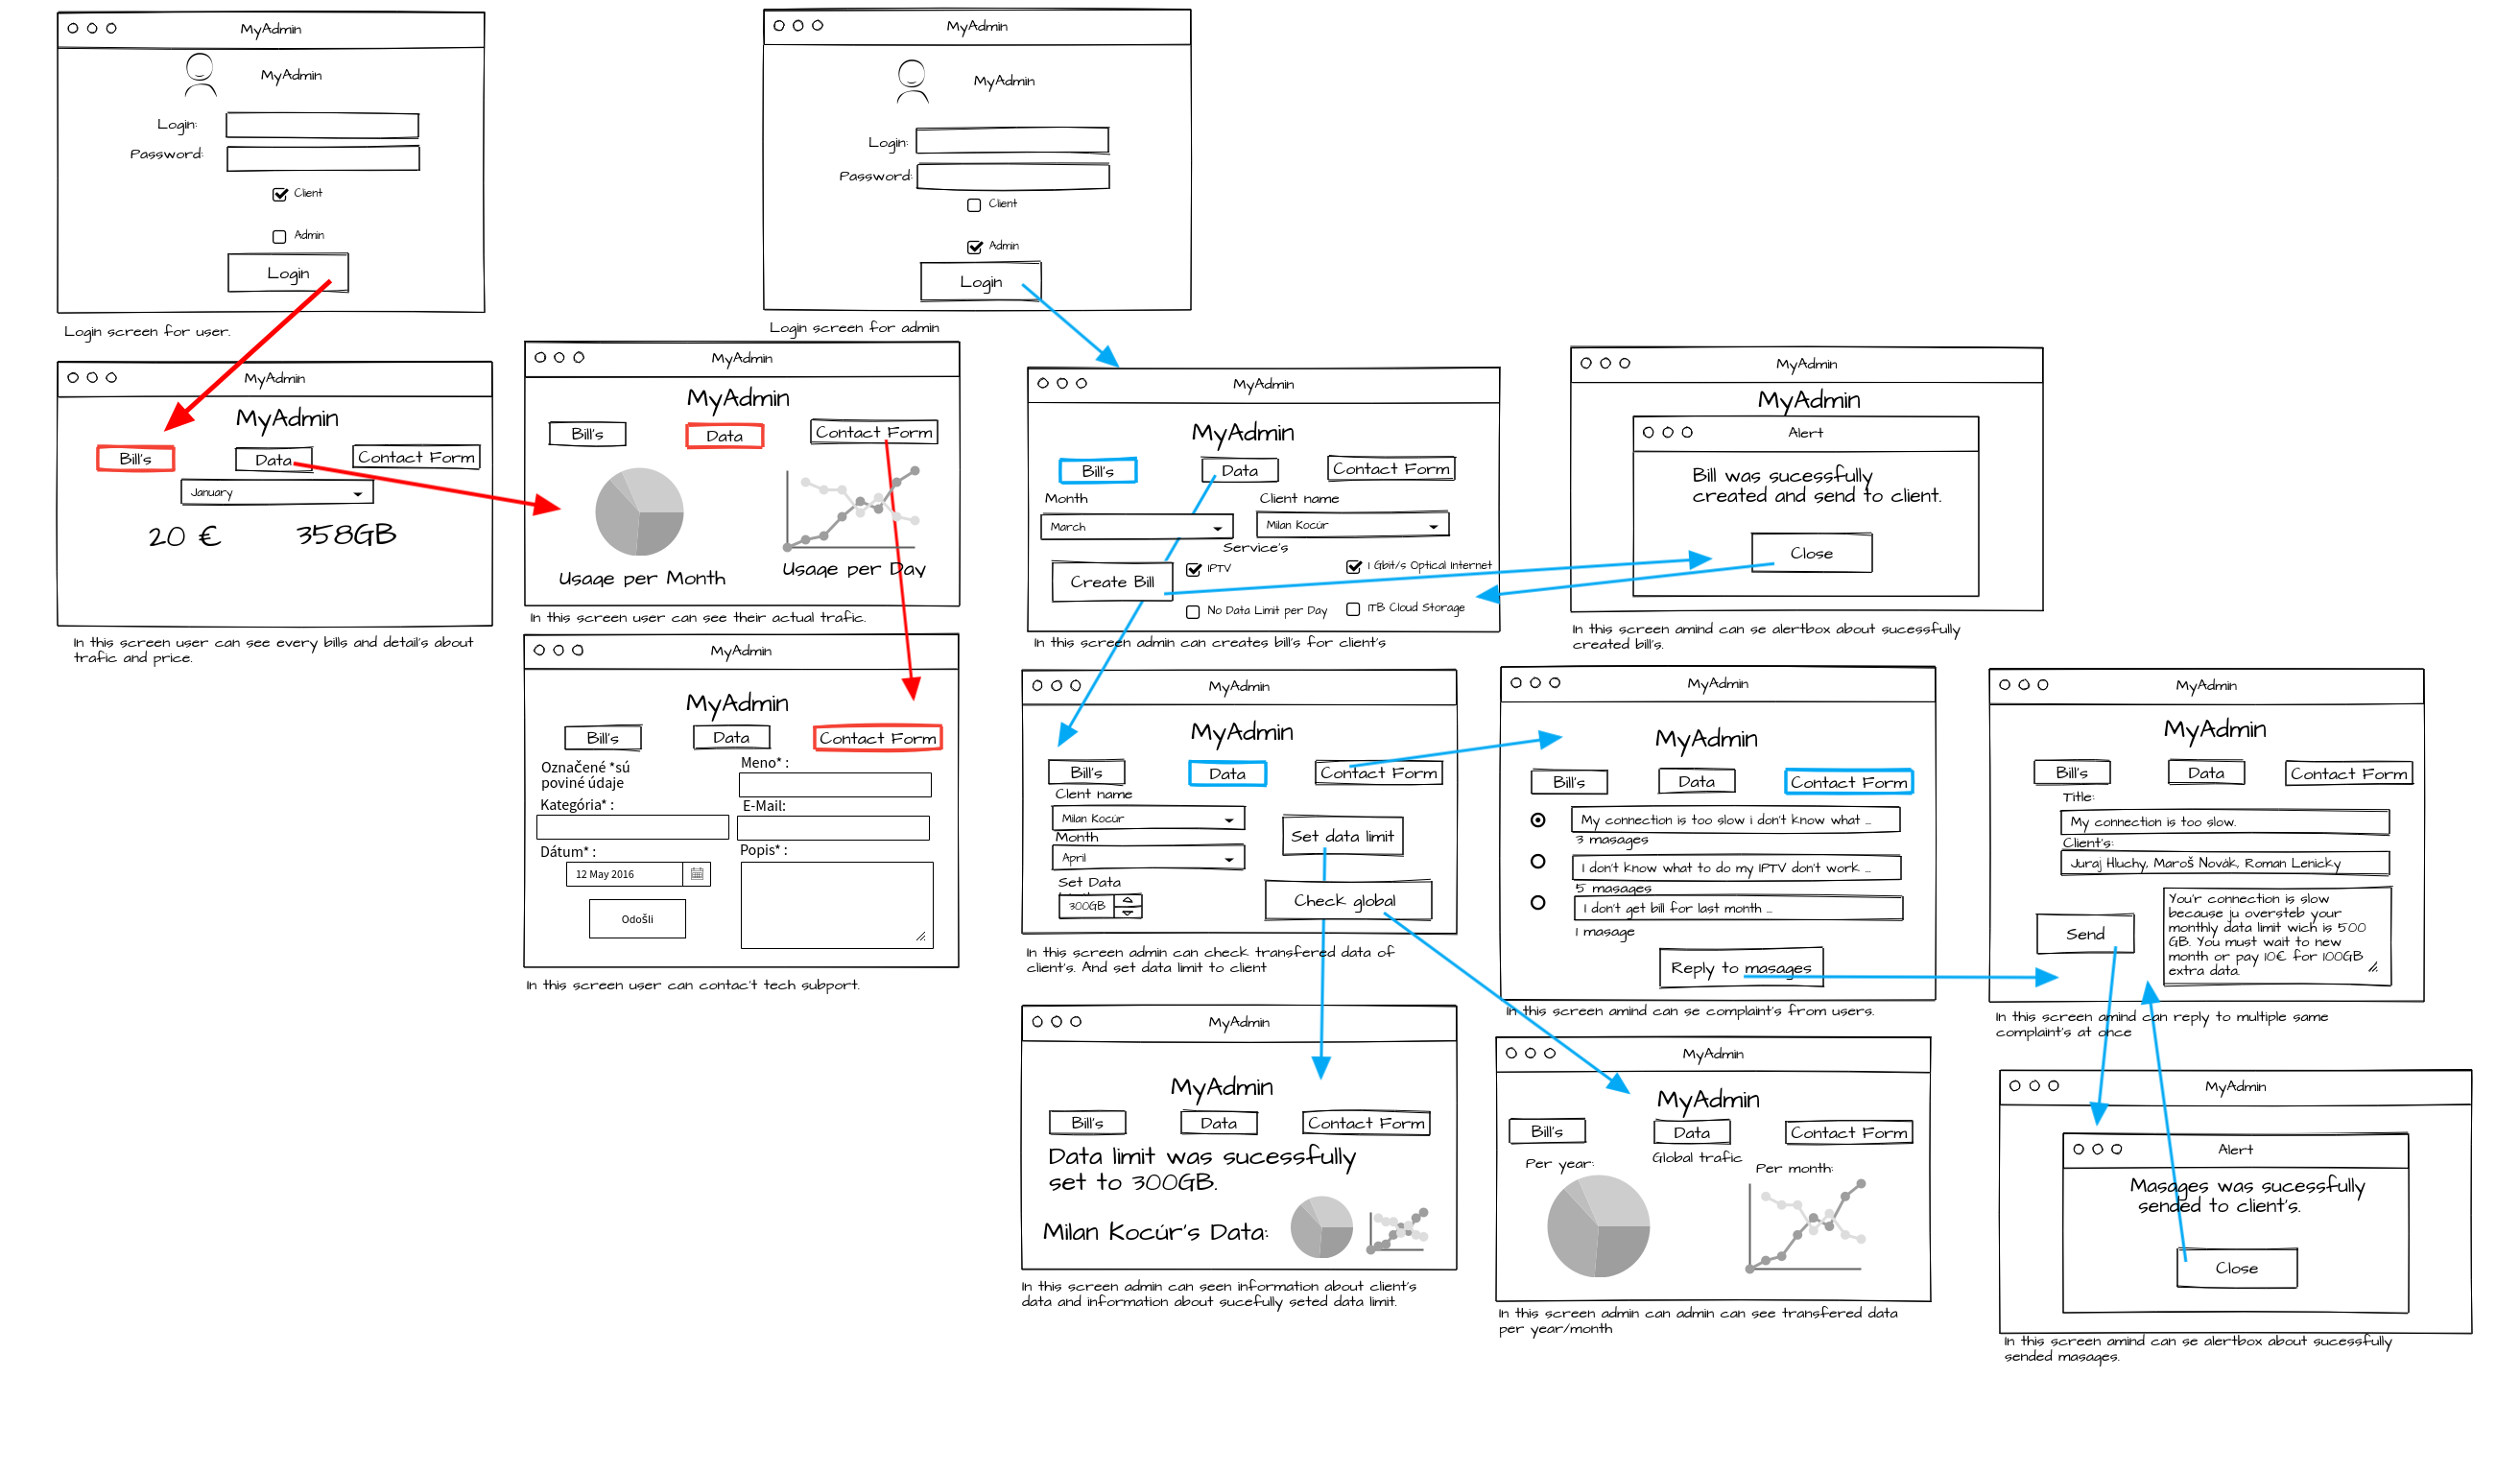 MyAdmin
MyAdmin
Login:
Password:
Client
Admin
Login
Login screen for user.
MyAdmin
MyAdmin
Login:
Password:
Client
Admin
Login
Login screen for admin
MyAdmin
MyAdmin
Bill's
Data
Contact Form
January
20 €
358GB
In this screen user can see every bills and detail's about
trafic and price.
MyAdmin
MyAdmin
Bill's
Data
Contact Form
Usage per Month
Usage per Day
In this screen user can see their actual trafic.
MyAdmin
MyAdmin
Bill's
Data
Contact Form
Označené *sú
poviné údaje
Meno* :
Kategória* :
E-Mail:
Dátum* :
Popis* :
12 May 2016
Odošli
In this screen user can contac't tech support.
MyAdmin
MyAdmin
Bill's
Data
Contact Form
Month
Client name
March
Milan Kocúr
Service's
Create Bill
IPTV
1 Gbit/s Optical Internet
No Data Limit per Day
1TB Cloud Storage
In this screen admin can creates bill's for client's
MyAdmin
MyAdmin
Alert
Bill was sucessfully
created and send to client.
Close
In this screen amind can se alertbox about sucessfully
created bill's.
MyAdmin
MyAdmin
Bill's
Data
Contact Form
Clent name
Milan Kocúr
Month
Set data limit
April
Set Data
300GB
Check global
In this screen admin can check transfered data of
client's. And set data limit to client
MyAdmin
MyAdmin
Bill's
Data
Contact Form
My connection is too slow i don't know what ...
3 masages
I don't know what to do my IPTV don't work ...
5 masages
I don't get bill for last month ...
1 masage
Reply to masages
In this screen amind can se complaint's from users.
MyAdmin
MyAdmin
Bill's
Data
Contact Form
Title:
My connection is too slow.
Client's:
Juraj Hluchy, Maroš Novák, Roman Lenicky
You'r connection is slow
because ju oversteb your
monthly data limit wich is 500
GB. You must wait to new
month or pay 10€ for 100GB
extra data.
Send
In this screen amind can reply to multiple same
complaint's at once
MyAdmin
MyAdmin
Bill's
Data
Contact Form
Data limit was sucessfully
set to 300GB.
Milan Kocúr's Data:
In this screen admin can seen information about client's
data and information about sucefully seted data limit.
MyAdmin
MyAdmin
Bill's
Data
Contact Form
Global trafic
Per year:
Per month:
In this screen admin can admin can see transfered data
per year/month
MyAdmin
Alert
Masages was sucessfully
sended to client's.
Close
In this screen amind can se alertbox about sucessfully
sended masages.